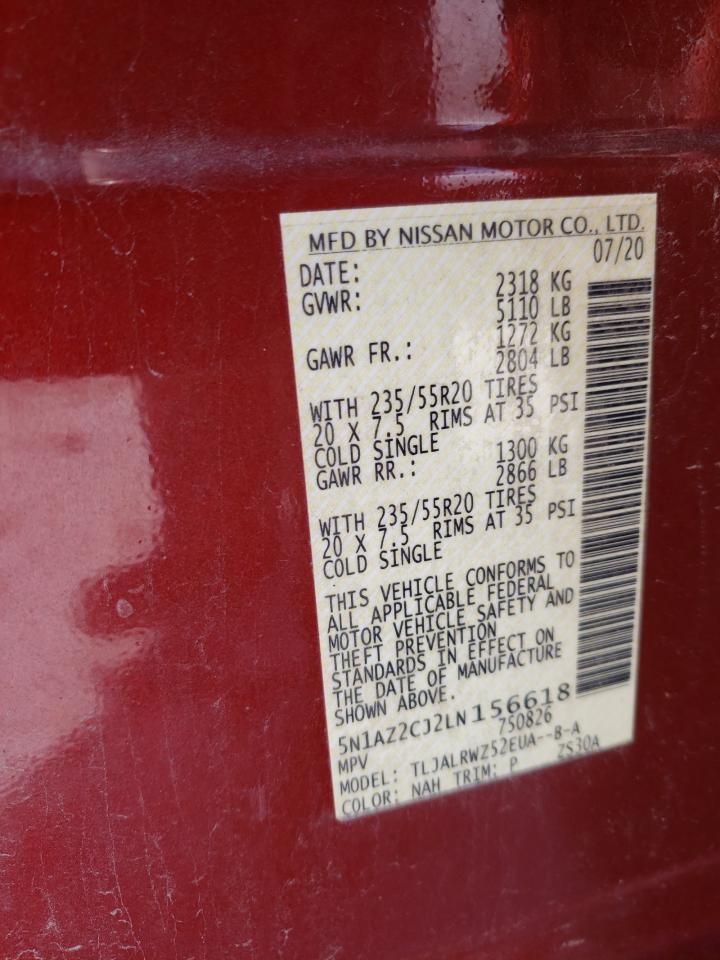 MFD BY NISSAN MOTOR CO., LTD.
DATE: 07/20
GVWR: 2318 KG
5110 LB
GAWR FR.: 1272 KG
2804 LB
WITH 235/55R20 TIRES
20 X 7.5 RIMS AT 35 PSI
COLD SINGLE
GAWR RR.: 1300 KG
2866 LB
WITH 235/55R20 TIRES
20 X 7.5 RIMS AT 35 PSI
COLD SINGLE
THIS VEHICLE CONFORMS TO
ALL APPLICABLE FEDERAL
MOTOR VEHICLE SAFETY AND
THEFT PREVENTION
STANDARDS IN EFFECT ON
THE DATE OF MANUFACTURE
SHOWN ABOVE.
5N1AZ2CJ2LN156618
MPV 750826
MODEL: TLJALRWZ52EUA--B-A
COLOR: NAH TRIM: P ZS30A